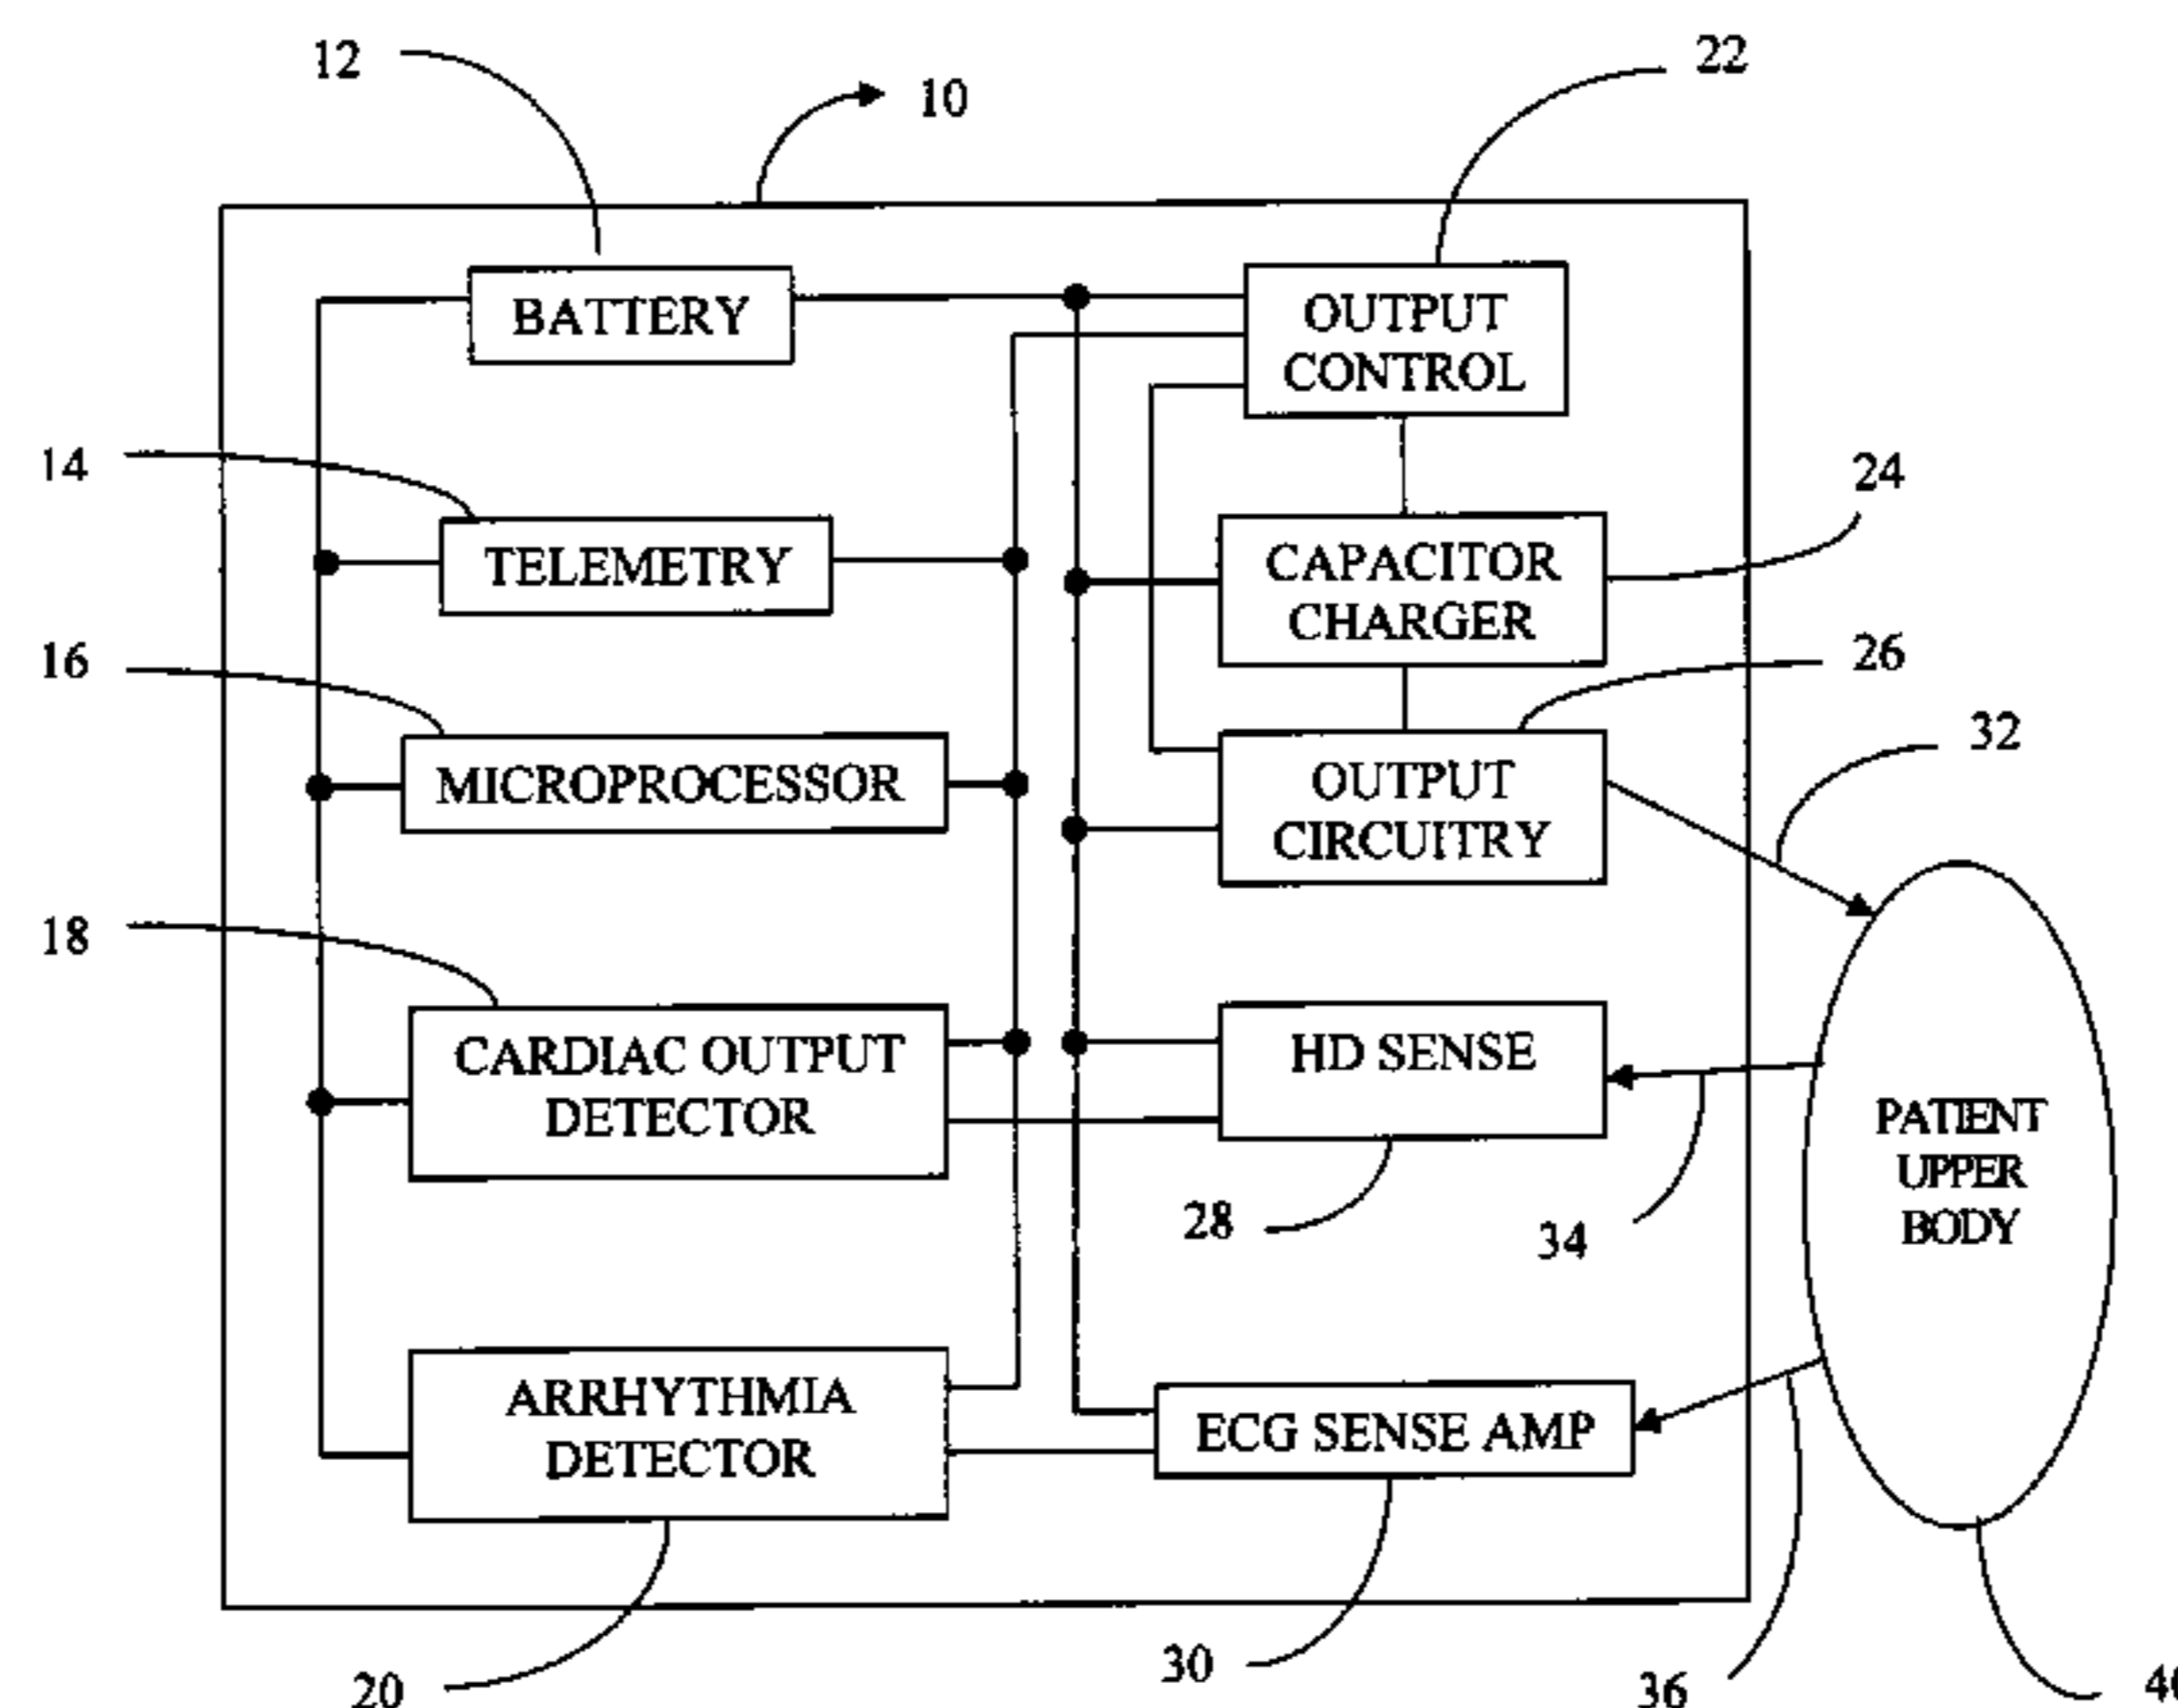 12
10
22
BATTERY
OUTPUT
CONTROL
14
24
TELEMETRY
CAPACITOR
CHARGER
16
26
32
MICROPROCESSOR
OUTPUT
CIRCUITRY
18
CARDIAC OUTPUT
DETECTOR
HD SENSE
PATIENT
UPPER
BODY
28
34
ARRHYTHMIA
DETECTOR
ECG SENSE AMP
20
30
36